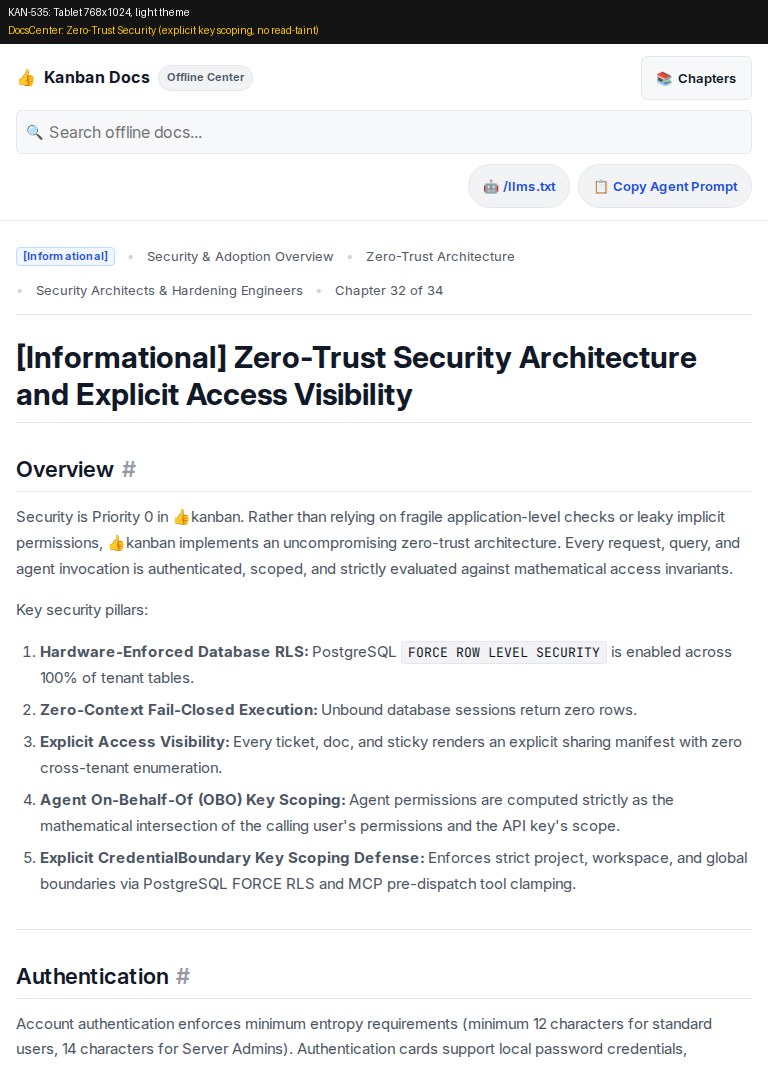 KAN-535: Tablet 768x1024, light theme
DocsCenter: Zero-Trust Security (explicit key scoping, no read-taint)
👍 Kanban Docs Offline Center
📚 Chapters
🔍 Search offline docs...
🤖 /llms.txt 📋 Copy Agent Prompt
[Informational] • Security & Adoption Overview • Zero-Trust Architecture
• Security Architects & Hardening Engineers • Chapter 32 of 34
[Informational] Zero-Trust Security Architecture
and Explicit Access Visibility
Overview #
Security is Priority 0 in 👍kanban. Rather than relying on fragile application-level checks or leaky implicit
permissions, 👍kanban implements an uncompromising zero-trust architecture. Every request, query, and
agent invocation is authenticated, scoped, and strictly evaluated against mathematical access invariants.
Key security pillars:
1. Hardware-Enforced Database RLS: PostgreSQL FORCE ROW LEVEL SECURITY is enabled across
100% of tenant tables.
2. Zero-Context Fail-Closed Execution: Unbound database sessions return zero rows.
3. Explicit Access Visibility: Every ticket, doc, and sticky renders an explicit sharing manifest with zero
cross-tenant enumeration.
4. Agent On-Behalf-Of (OBO) Key Scoping: Agent permissions are computed strictly as the
mathematical intersection of the calling user's permissions and the API key's scope.
5. Explicit CredentialBoundary Key Scoping Defense: Enforces strict project, workspace, and global
boundaries via PostgreSQL FORCE RLS and MCP pre-dispatch tool clamping.
Authentication #
Account authentication enforces minimum entropy requirements (minimum 12 characters for standard
users, 14 characters for Server Admins). Authentication cards support local password credentials,